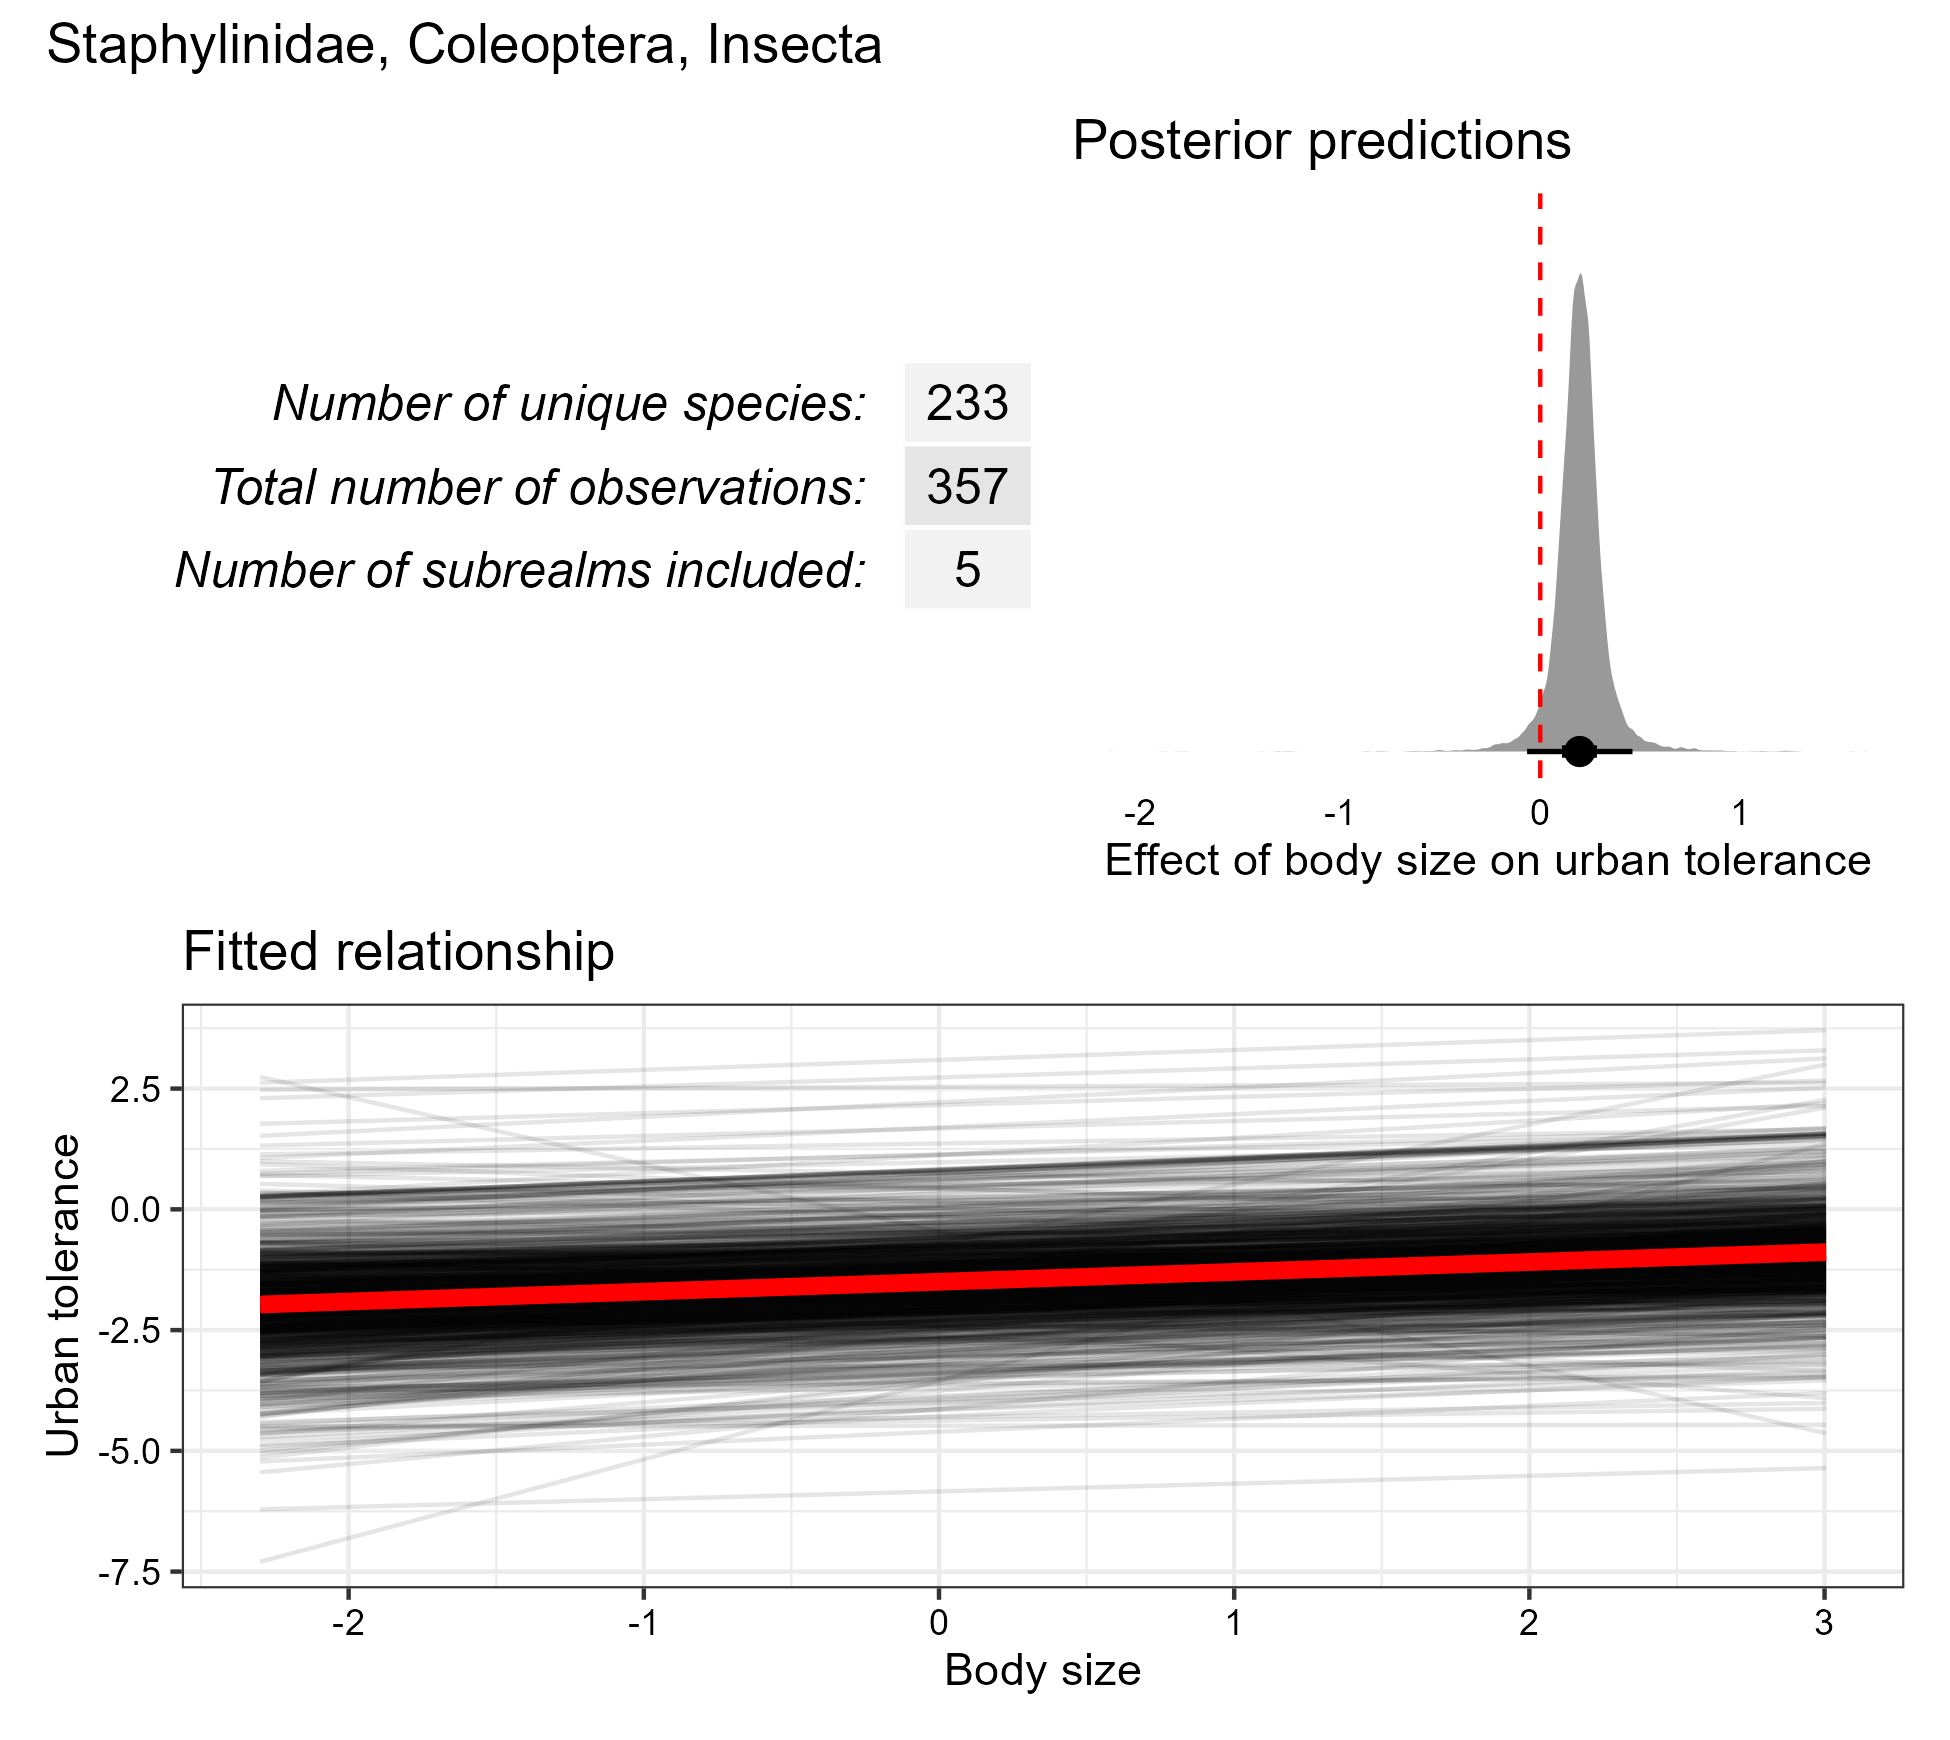 Staphylinidae, Coleoptera, Insecta
Number of unique species: 233
Total number of observations: 357
Number of subrealms included: 5
Posterior predictions
-2 -1 0 1
Effect of body size on urban tolerance
Fitted relationship
Urban tolerance
2.5
0.0
-2.5
-5.0
-7.5
-2 -1 0 1 2 3
Body size